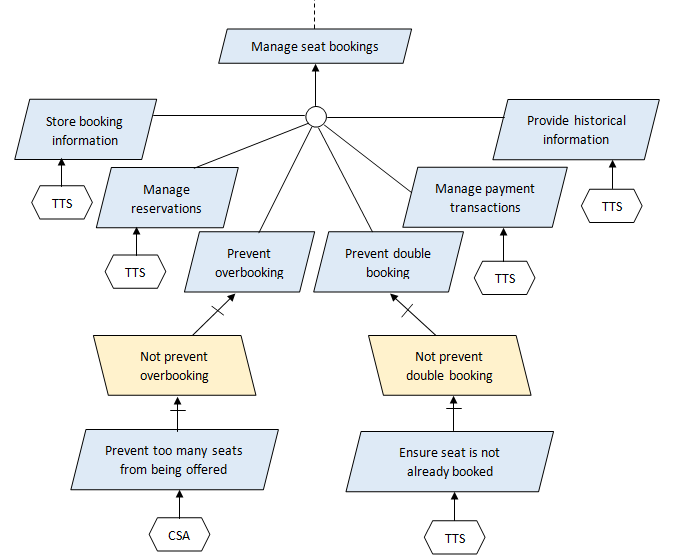 Manage seat bookings
Store booking
information
Provide historical
information
Manage
reservations
Manage payment
transactions
TTS
TTS
Prevent
overbooking
Prevent double
booking
TTS
TTS
Not prevent
overbooking
Not prevent
double booking
Prevent too many seats
from being offered
Ensure seat is not
already booked
CSA
TTS